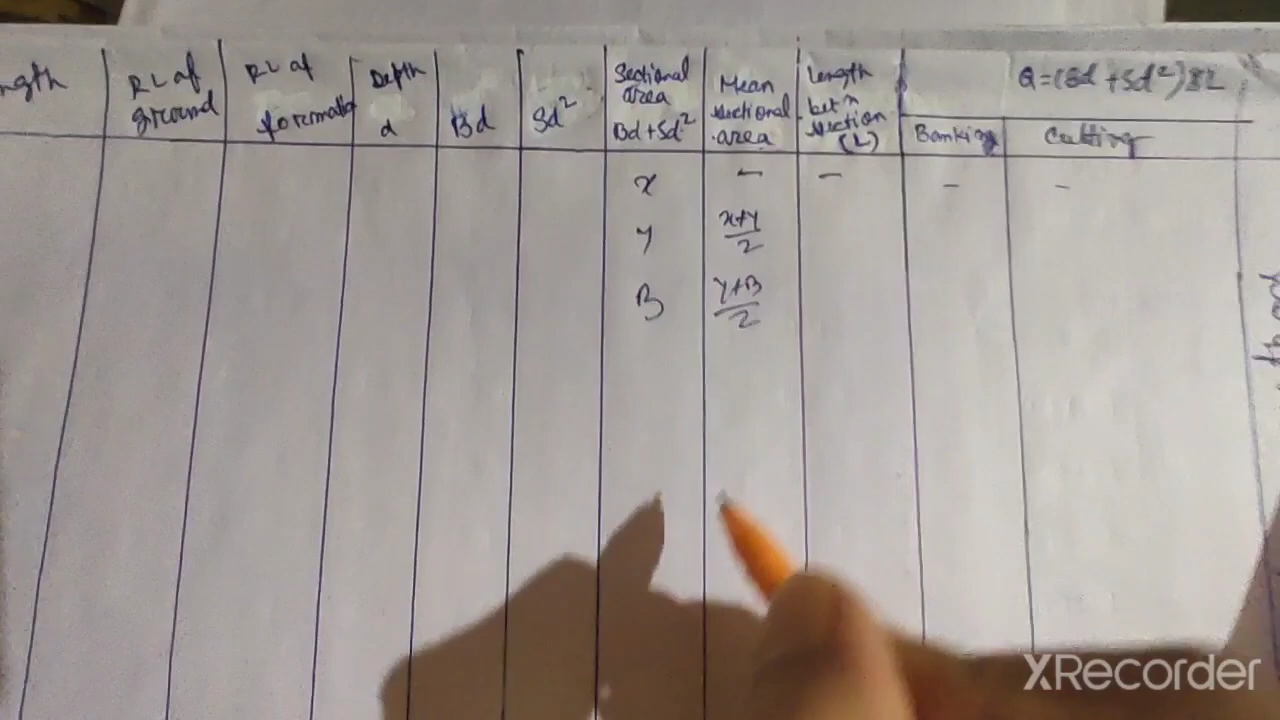 ngth
RL of ground
RL of formation
Depth d
Bd
Sd²
Sectional area Bd+Sd²
Mean sectional area
Length betn section (L)
Q=(Bd+Sd²)xL
Banking
Cutting
x - - - -
y x+y/2
B y+B/2
XRecorder